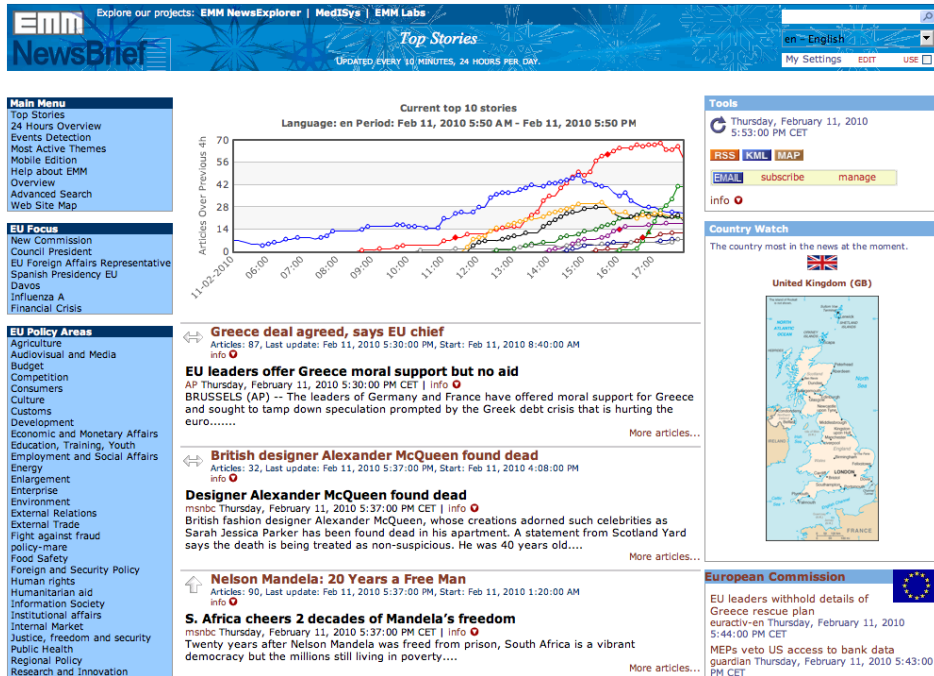 Explore our projects: EMM NewsExplorer | MedISys | EMM Labs
EMM
NewsBrief
Top Stories
UPDATED EVERY 10 MINUTES, 24 HOURS PER DAY.
en - English
My Settings EDIT USE
Main Menu
Top Stories
24 Hours Overview
Events Detection
Most Active Themes
Mobile Edition
Help about EMM
Overview
Advanced Search
Web Site Map
EU Focus
New Commission
Council President
EU Foreign Affairs Representative
Spanish Presidency EU
Davos
Influenza A
Financial Crisis
EU Policy Areas
Agriculture
Audiovisual and Media
Budget
Competition
Consumers
Culture
Customs
Development
Economic and Monetary Affairs
Education, Training, Youth
Employment and Social Affairs
Energy
Enlargement
Enterprise
Environment
External Relations
External Trade
Fight against fraud
policy-mare
Food Safety
Foreign and Security Policy
Human rights
Humanitarian aid
Information Society
Institutional affairs
Internal Market
Justice, freedom and security
Public Health
Regional Policy
Research and Innovation
Current top 10 stories
Language: en Period: Feb 11, 2010 5:50 AM - Feb 11, 2010 5:50 PM
Articles Over Previous 4h
70
56
42
28
14
11-02-2010 06:00 07:00 08:00 09:00 10:00 11:00 12:00 13:00 14:00 15:00 16:00 17:00
Greece deal agreed, says EU chief
Articles: 87, Last update: Feb 11, 2010 5:30:00 PM, Start: Feb 11, 2010 8:40:00 AM
info
EU leaders offer Greece moral support but no aid
AP Thursday, February 11, 2010 5:30:00 PM CET | info
BRUSSELS (AP) -- The leaders of Germany and France have offered moral support for Greece
and sought to tamp down speculation prompted by the Greek debt crisis that is hurting the
euro.......
More articles...
British designer Alexander McQueen found dead
Articles: 32, Last update: Feb 11, 2010 5:37:00 PM, Start: Feb 11, 2010 4:08:00 PM
info
Designer Alexander McQueen found dead
msnbc Thursday, February 11, 2010 5:37:00 PM CET | info
British fashion designer Alexander McQueen, whose creations adorned such celebrities as
Sarah Jessica Parker has been found dead in his apartment. A statement from Scotland Yard
says the death is being treated as non-suspicious. He was 40 years old....
More articles...
Nelson Mandela: 20 Years a Free Man
Articles: 90, Last update: Feb 11, 2010 5:37:00 PM, Start: Feb 11, 2010 1:20:00 AM
info
S. Africa cheers 2 decades of Mandela's freedom
msnbc Thursday, February 11, 2010 5:37:00 PM CET | info
Twenty years after Nelson Mandela was freed from prison, South Africa is a vibrant
democracy but the millions still living in poverty....
More articles...
Tools
Thursday, February 11, 2010
5:53:00 PM CET
RSS KML MAP
EMAIL subscribe manage
info
Country Watch
The country most in the news at the moment.
United Kingdom (GB)
NORTH
ATLANTIC
OCEAN
North
Sea
IRELAND
LONDON
FRANCE
European Commission
EU leaders withhold details of
Greece rescue plan
euractiv-en Thursday, February 11, 2010
5:44:00 PM CET
MEPs veto US access to bank data
guardian Thursday, February 11, 2010 5:43:00
PM CET